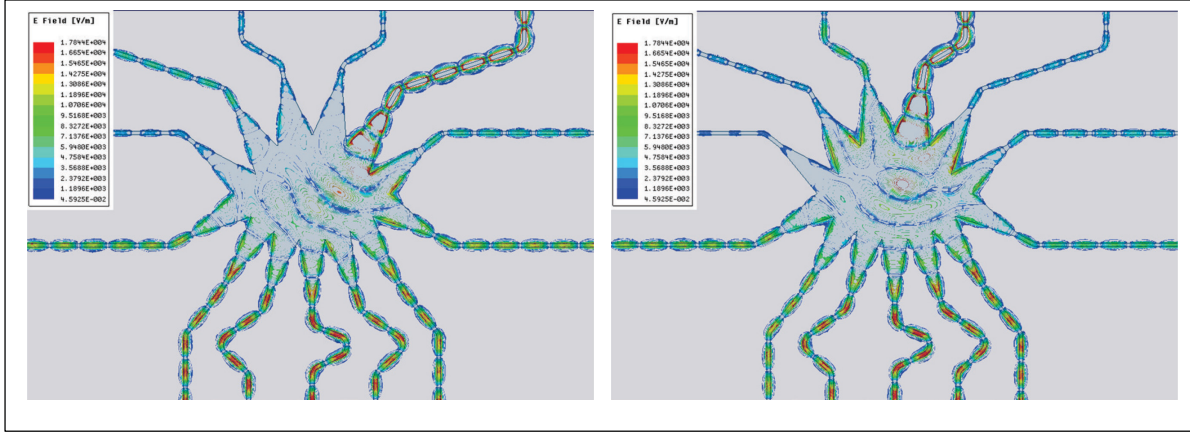 E Field [V/m]
1.7844E+004
1.6654E+004
1.5465E+004
1.4275E+004
1.3086E+004
1.1896E+004
1.0706E+004
9.5168E+003
8.3272E+003
7.1376E+003
5.9480E+003
4.7584E+003
3.5688E+003
2.3792E+003
1.1896E+003
4.5925E-002
E Field [V/m]
1.7844E+004
1.6654E+004
1.5465E+004
1.4275E+004
1.3086E+004
1.1896E+004
1.0706E+004
9.5168E+003
8.3272E+003
7.1376E+003
5.9480E+003
4.7584E+003
3.5688E+003
2.3792E+003
1.1896E+003
4.5925E-002